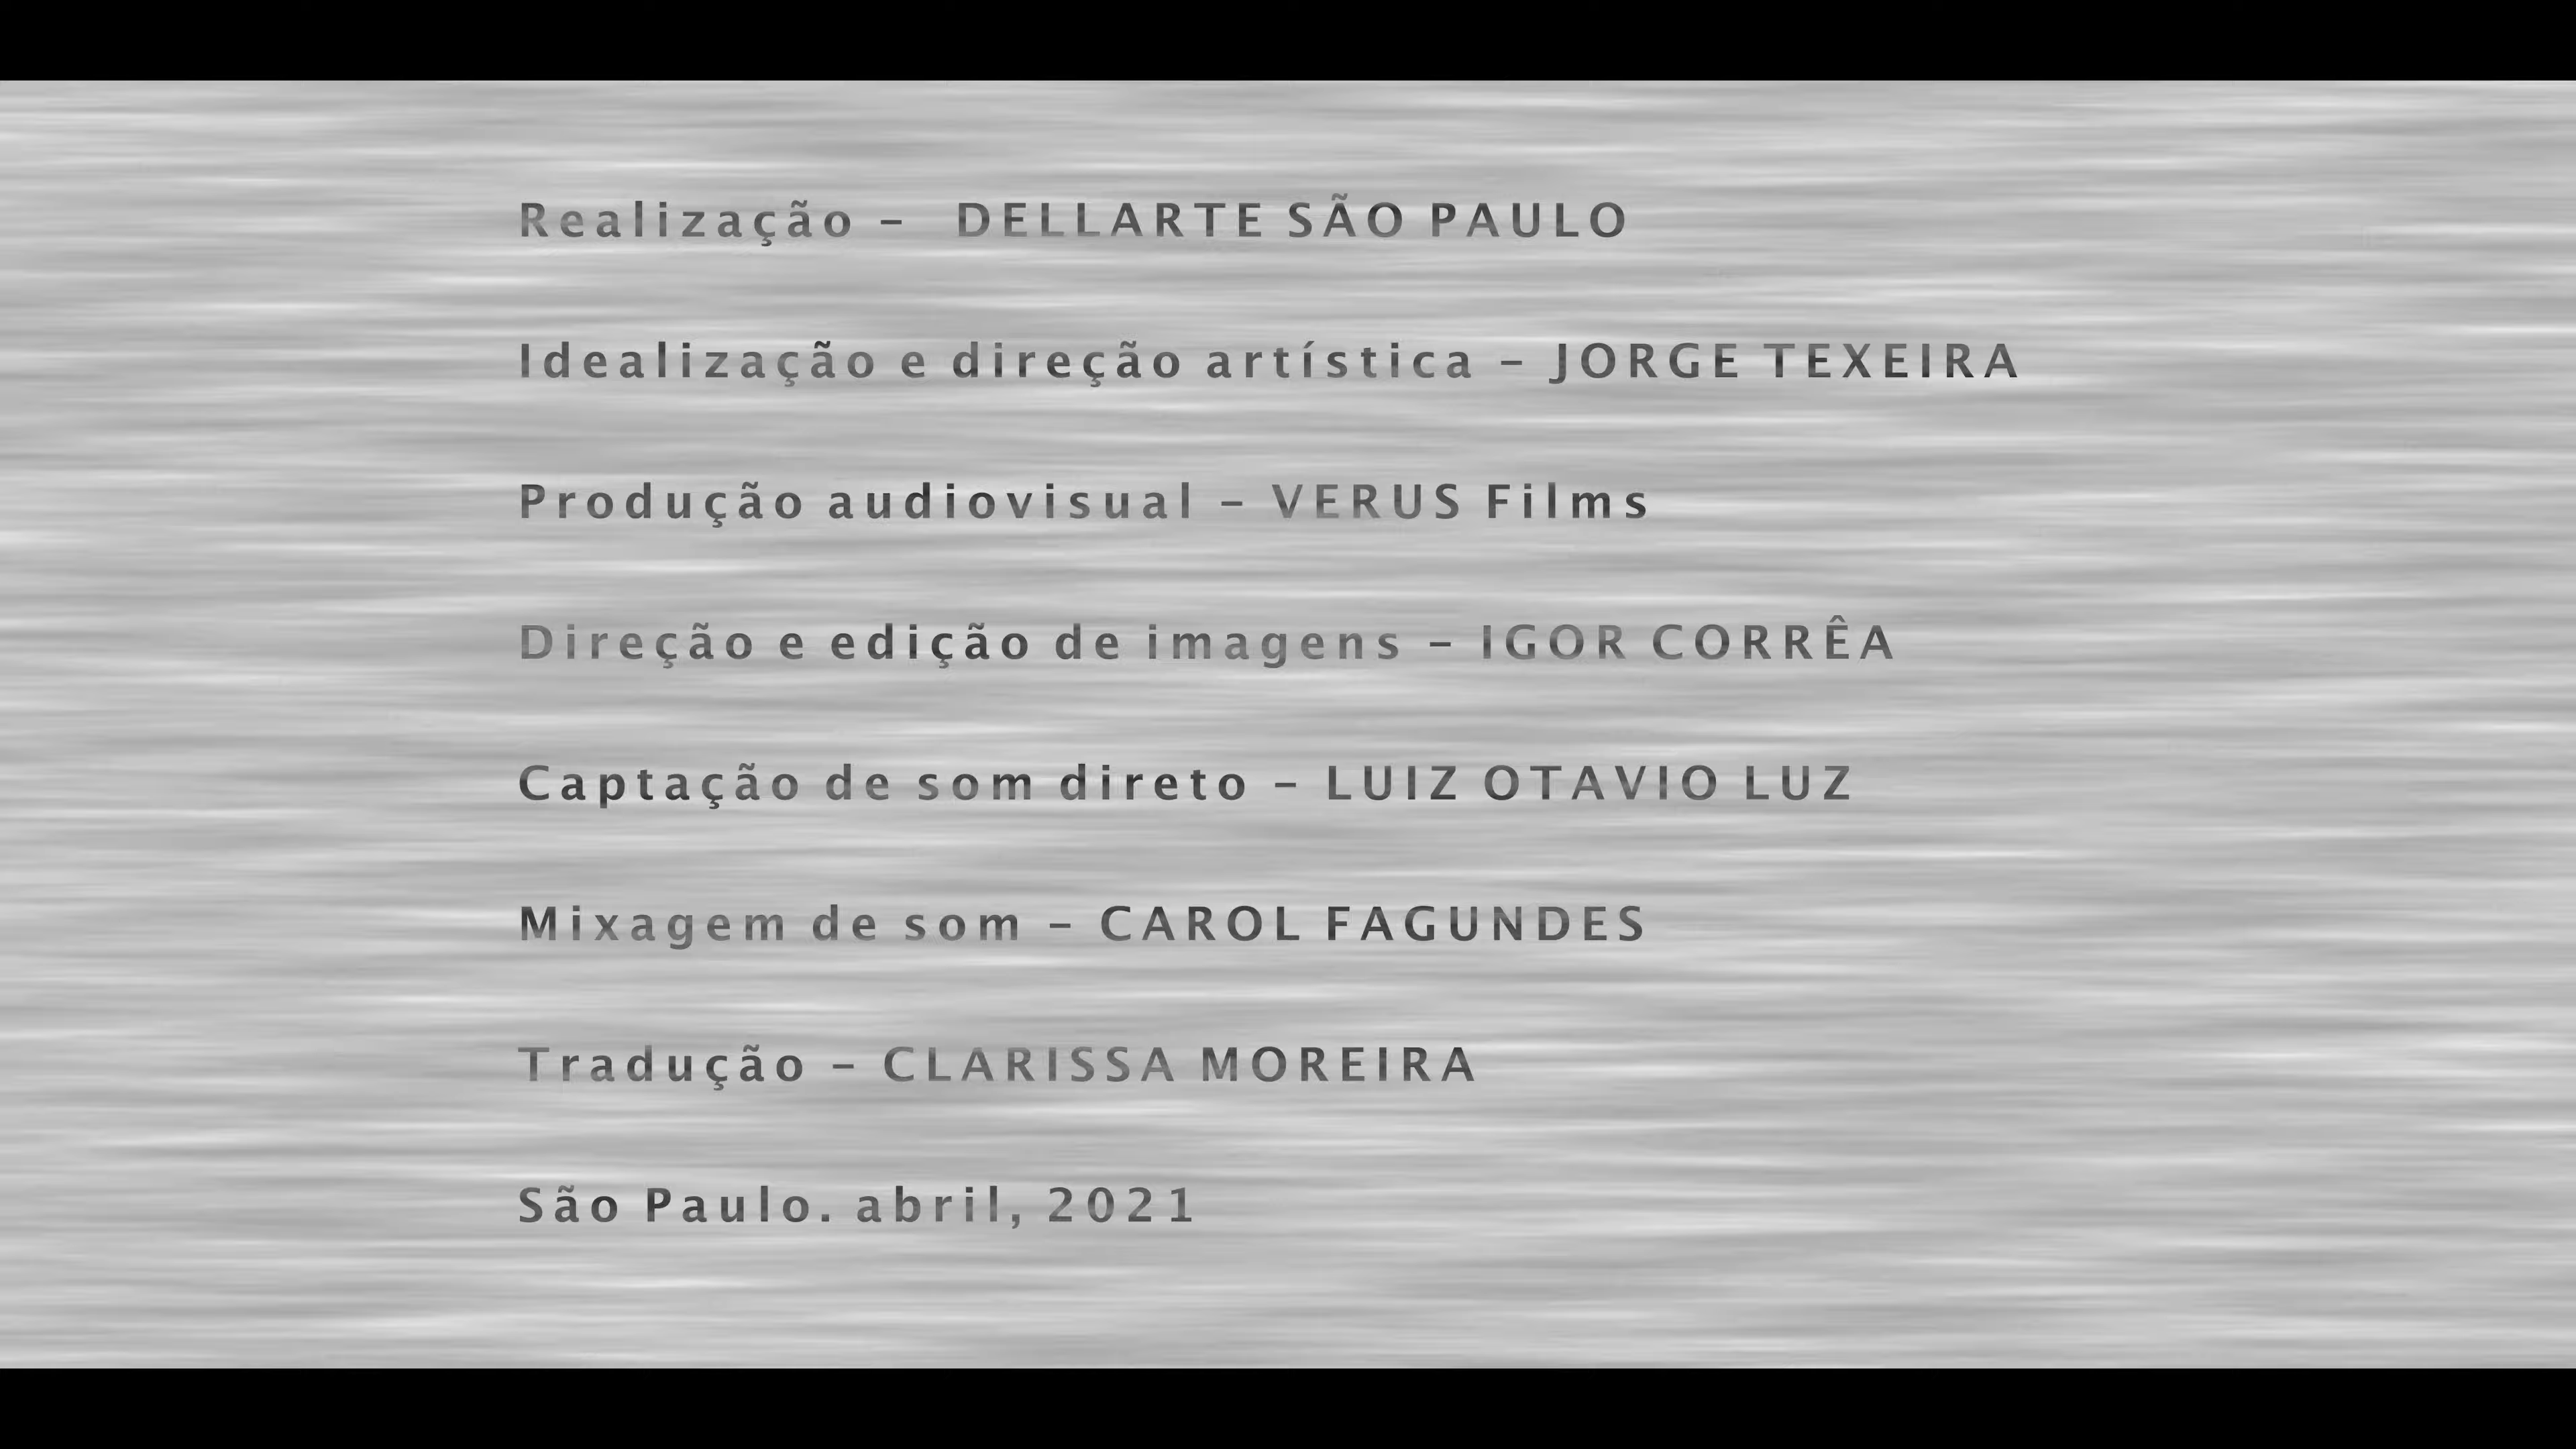 Realização – DELLARTE SÃO PAULO
Idealização e direção artística – JORGE TEXEIRA
Produção audiovisual – VERUS Films
Direção e edição de imagens – IGOR CORRÊA
Captação de som direto – LUIZ OTAVIO LUZ
Mixagem de som – CAROL FAGUNDES
Tradução – CLARISSA MOREIRA
São Paulo. abril, 2021